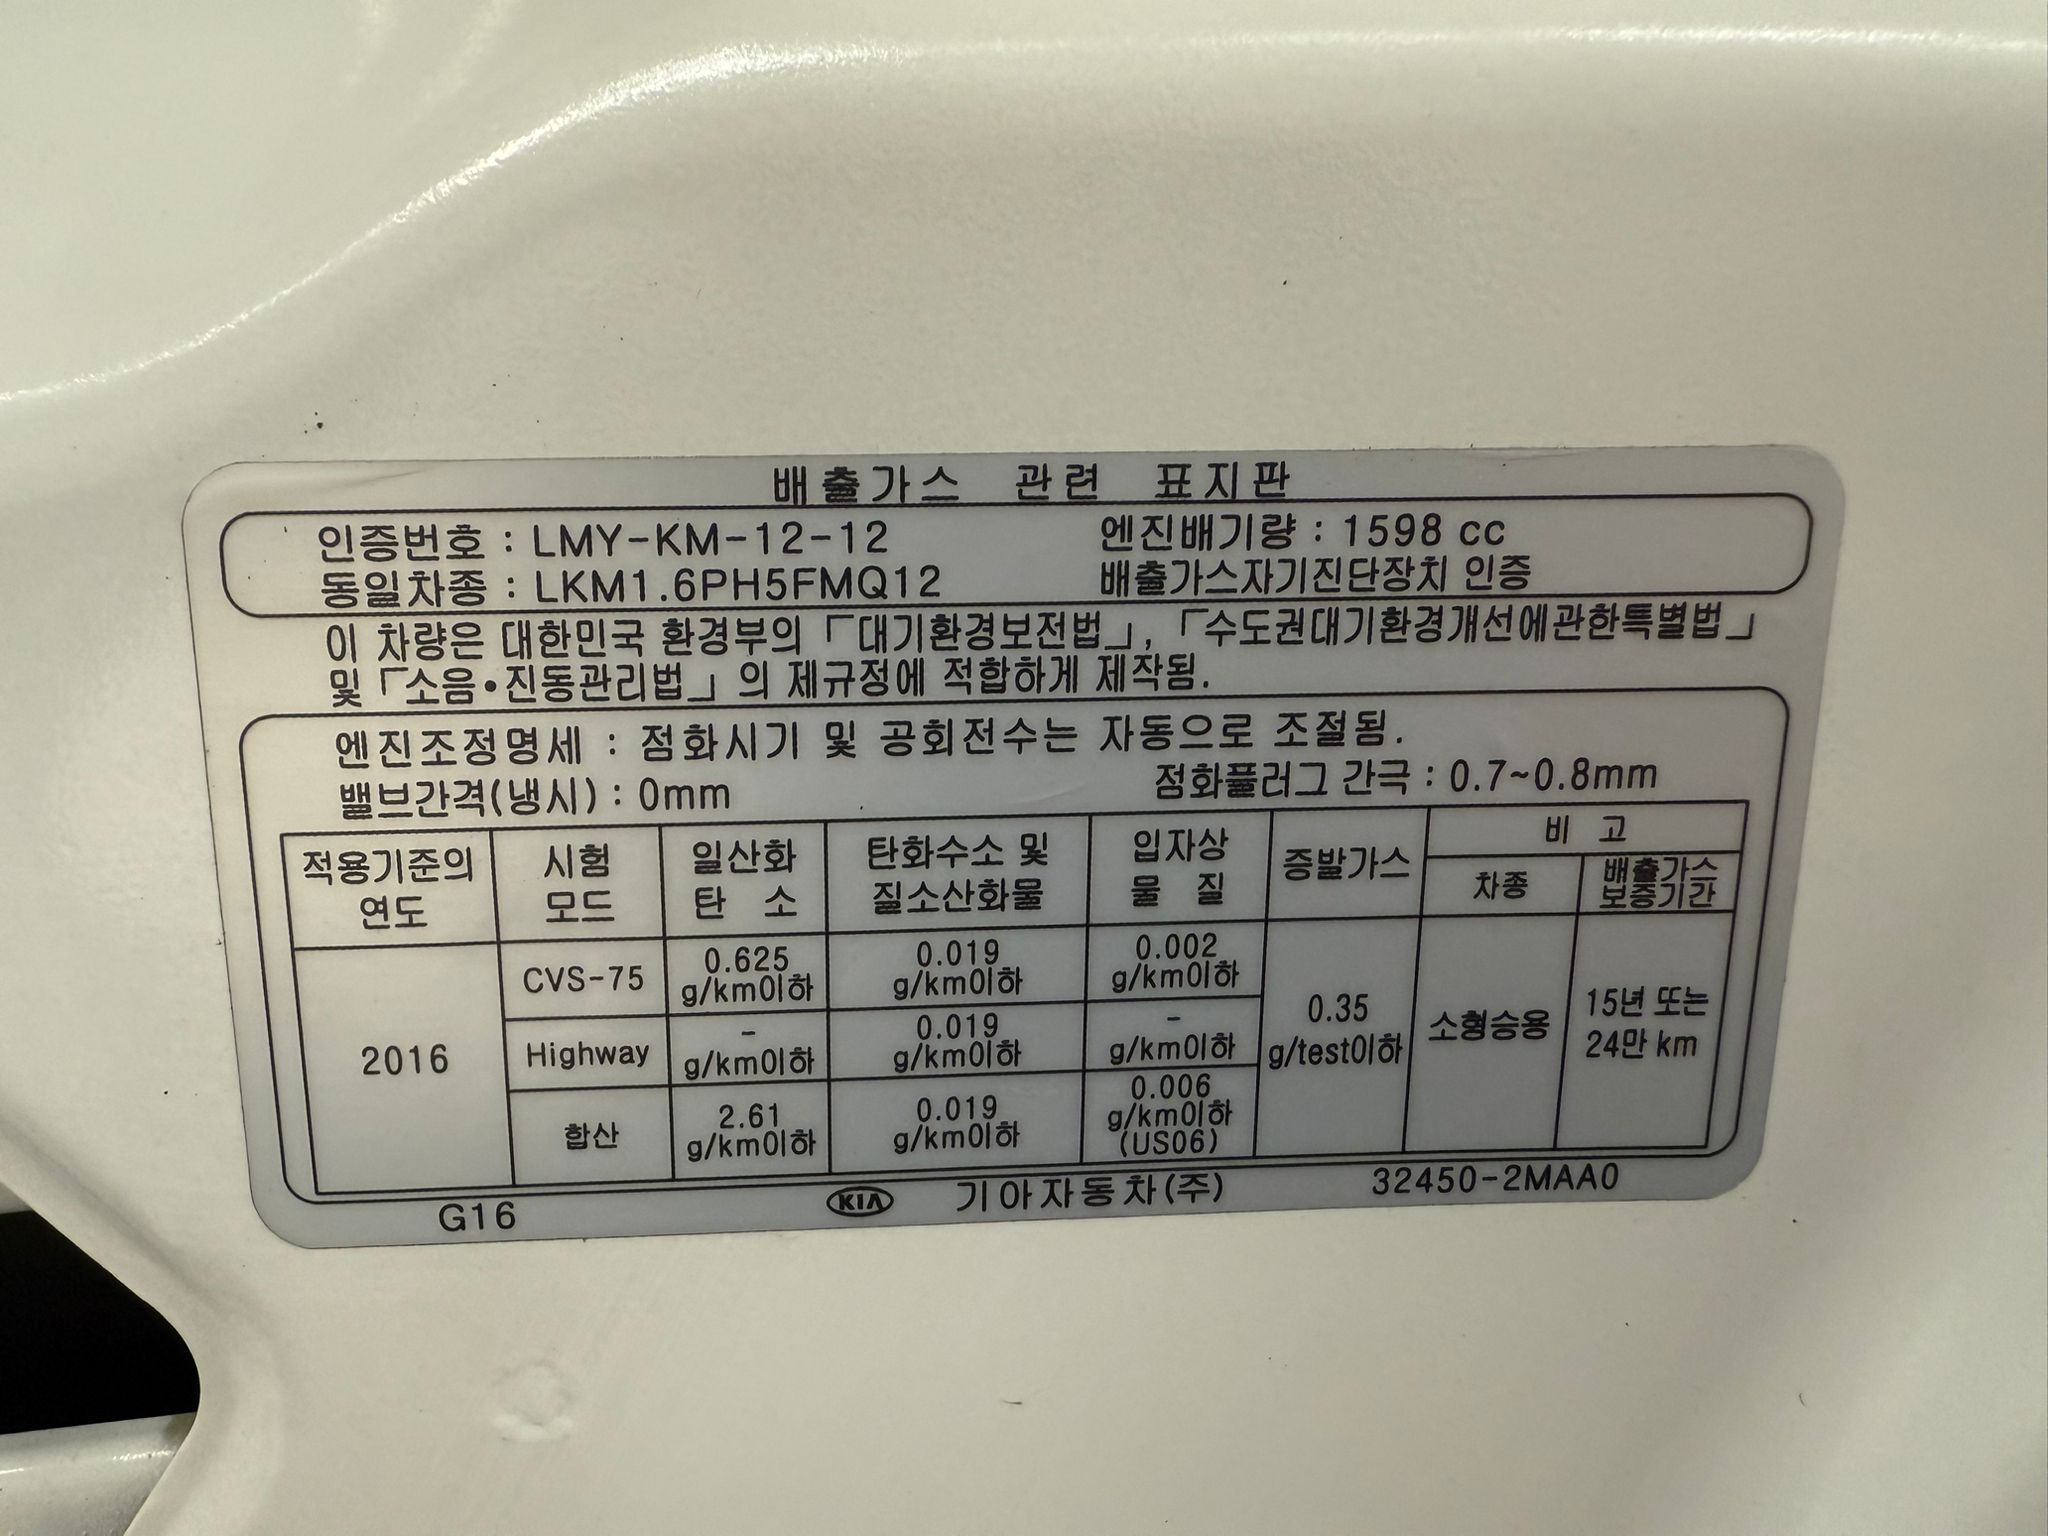 배출가스 관련 표지판
인증번호 : LMY-KM-12-12 엔진배기량 : 1598 cc
동일차종 : LKM1.6PH5FMQ12 배출가스자기진단장치 인증
이 차량은 대한민국 환경부의 「대기환경보전법」, 「수도권대기환경개선에관한특별법」
및 「소음·진동관리법」의 제규정에 적합하게 제작됨.
엔진조정명세 : 점화시기 및 공회전수는 자동으로 조절됨.
밸브간격(냉시) : 0mm 점화플러그 간극 : 0.7~0.8mm
적용기준의 연도 시험 모드 일산화 탄소 탄화수소 및 질소산화물 입자상 물질 증발가스 비고 차종 배출가스 보증기간
2016 CVS-75 0.625 g/km이하 0.019 g/km이하 0.002 g/km이하 0.35 g/test이하 소형승용 15년 또는 24만 km
Highway - g/km이하 0.019 g/km이하 - g/km이하
합산 2.61 g/km이하 0.019 g/km이하 0.006 g/km이하 (US06)
G16 KIA 기아자동차(주) 32450-2MAA0